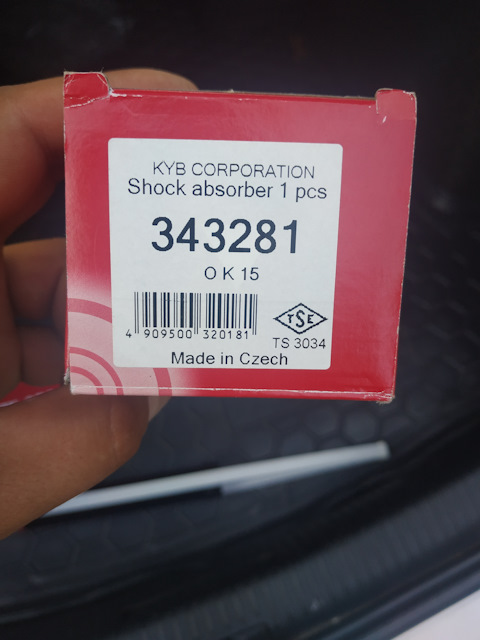 KYB CORPORATION
Shock absorber 1 pcs
343281
O K 15
4 909500 320181
TSE
TS 3034
Made in Czech